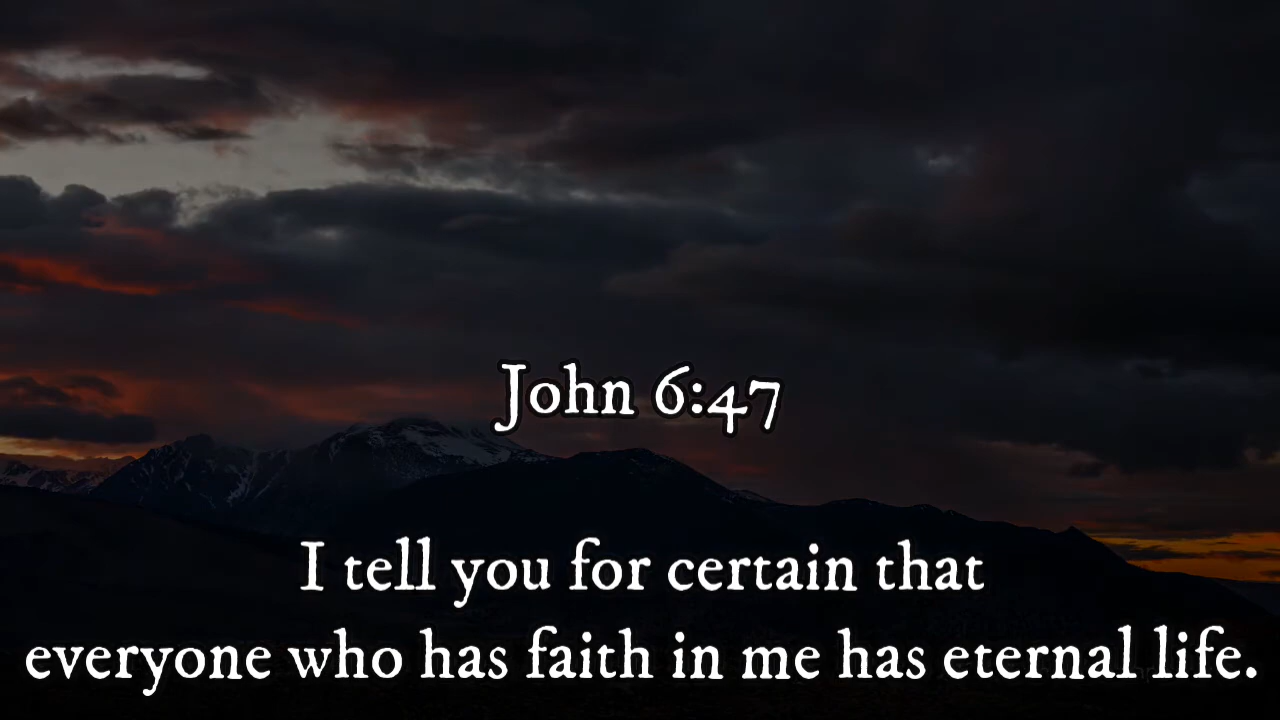 John 6:47
I tell you for certain that
everyone who has faith in me has eternal life.